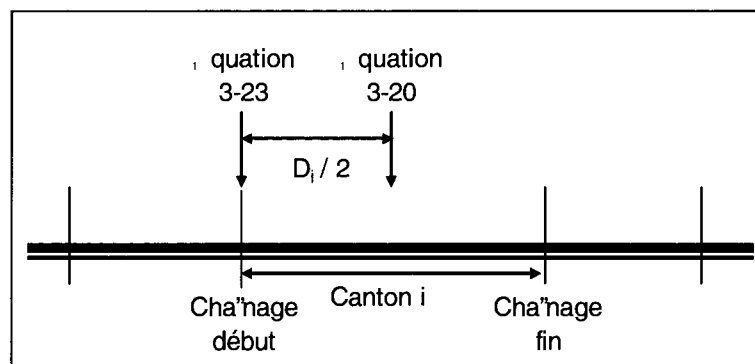 ¸ quation ¸ quation
3-23 3-20
Di / 2
Canton i
Cha"nage Cha"nage
début fin